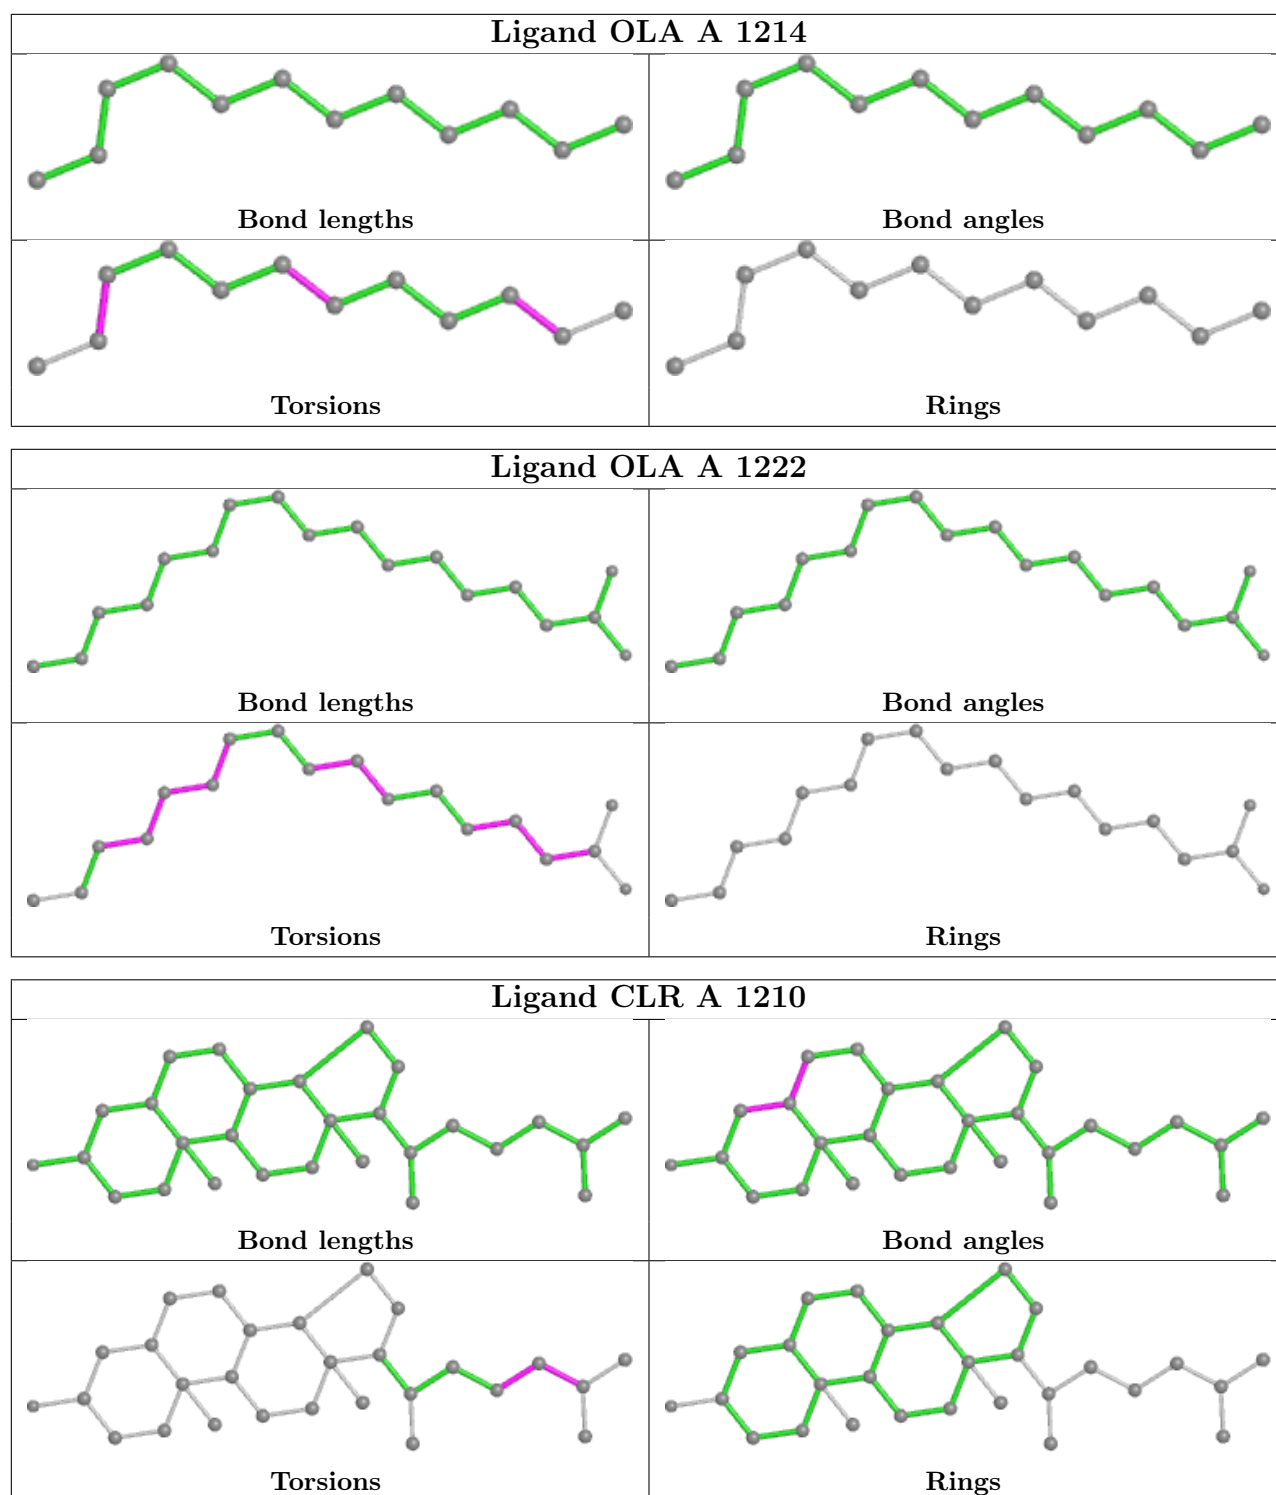 Ligand OLA A 1214
Bond lengths
Bond angles
Torsions
Rings
Ligand OLA A 1222
Bond lengths
Bond angles
Torsions
Rings
Ligand CLR A 1210
Bond lengths
Bond angles
Torsions
Rings